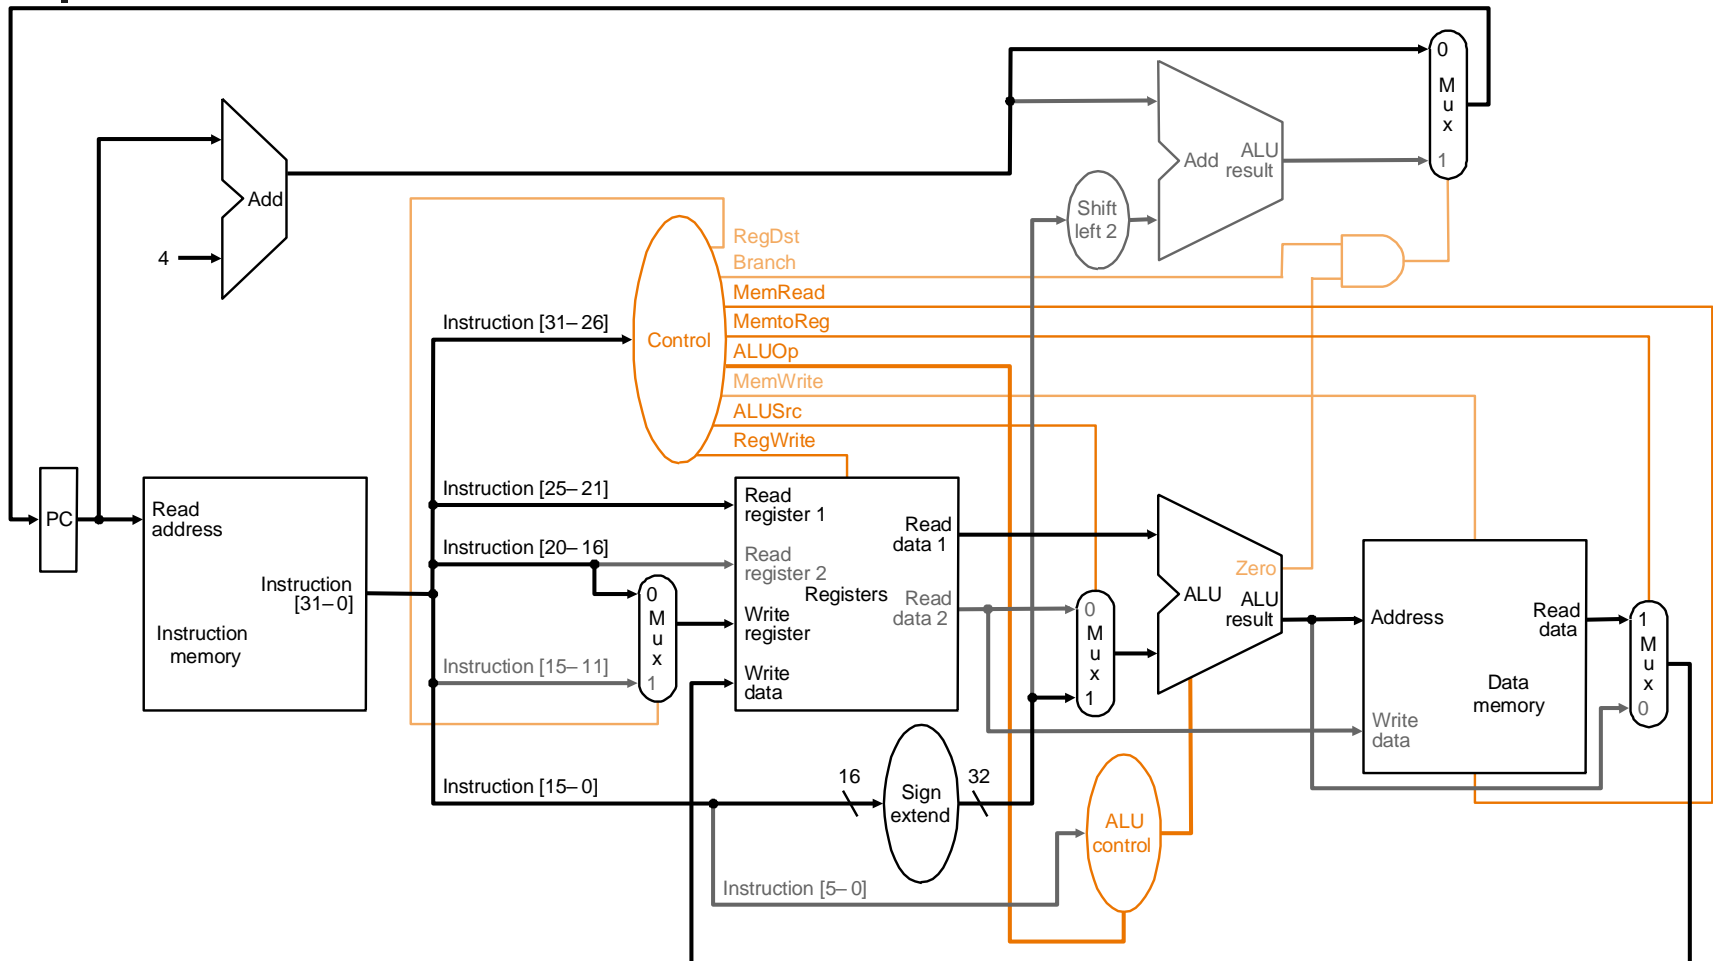 0
M
u
x
1
Add
ALU
result
Shift
left 2
Add
4
RegDst
Branch
MemRead
MemtoReg
ALUOp
MemWrite
ALUSrc
RegWrite
Control
Instruction [31–26]
Instruction [25–21]
Instruction [20–16]
Instruction [15–11]
Instruction [15–0]
Instruction [5–0]
PC
Read
address
Instruction
[31–0]
Instruction
memory
0
M
u
x
1
Read
register 1
Read
register 2
Write
register
Write
data
Registers
Read
data 1
Read
data 2
0
M
u
x
1
Zero
ALU
ALU
result
Address
Write
data
Read
data
Data
memory
1
M
u
x
0
16
Sign
extend
32
ALU
control